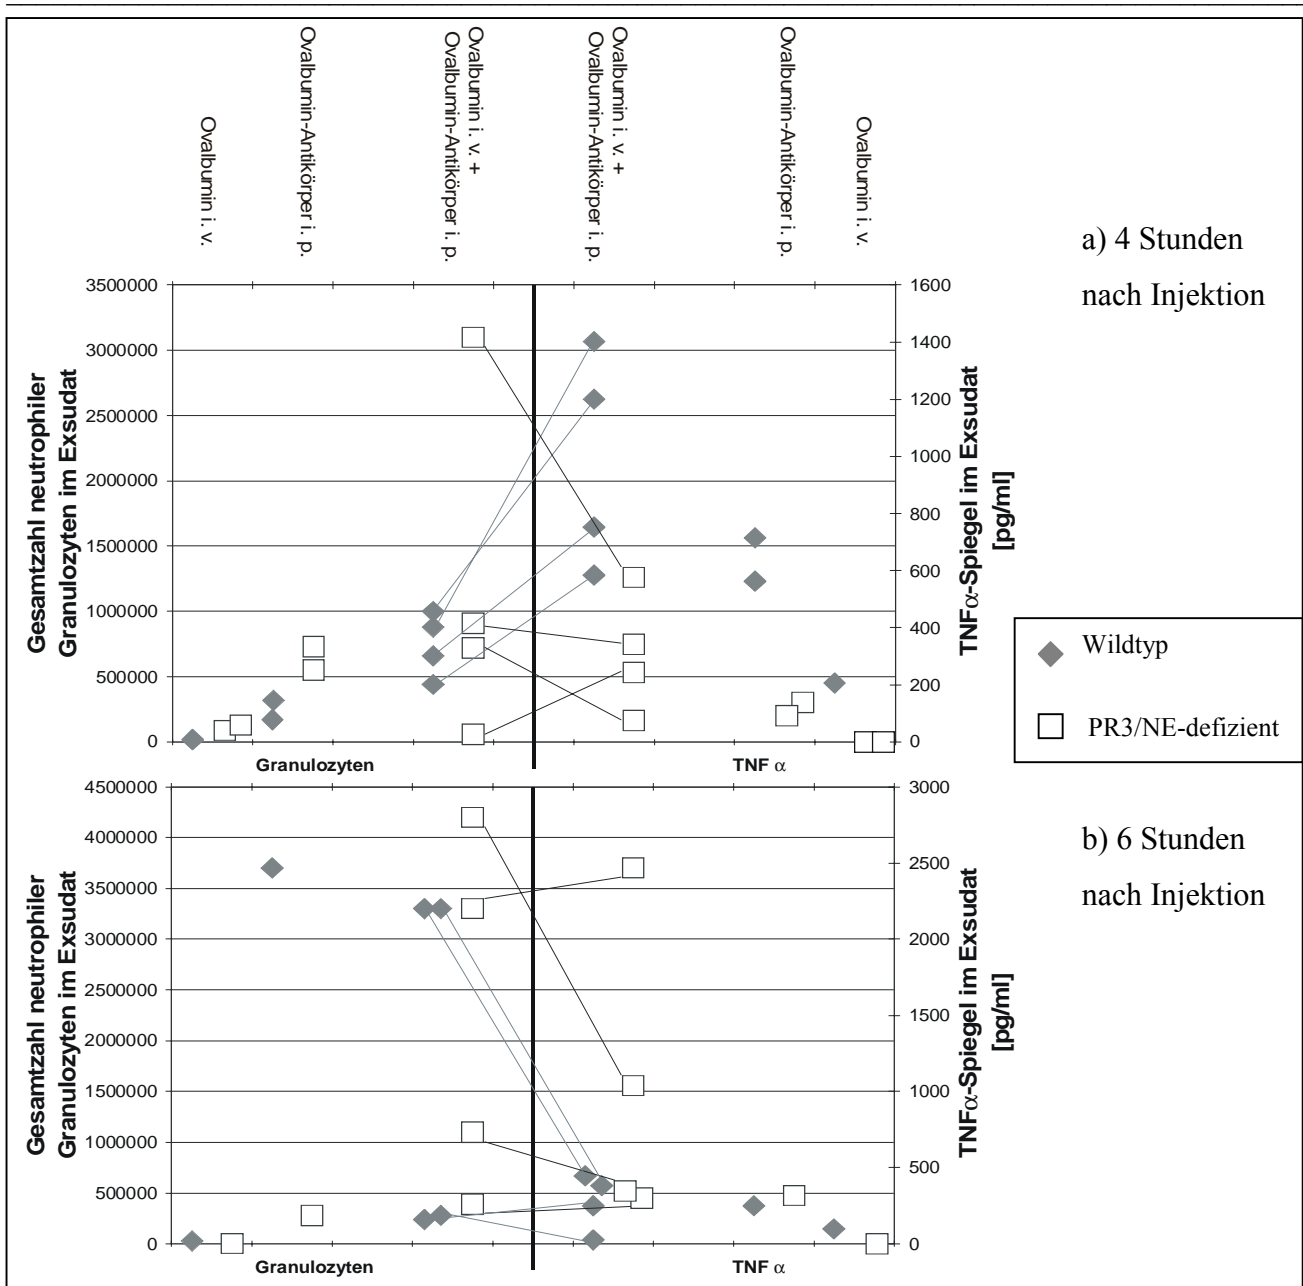 Ovalbumin i. v.
Ovalbumin-Antikörper i. p.
Ovalbumin i. v. +
Ovalbumin-Antikörper i. p.
Ovalbumin i. v. +
Ovalbumin-Antikörper i. p.
Ovalbumin-Antikörper i. p.
Ovalbumin i. v.
a) 4 Stunden
nach Injektion
Gesamtzahl neutrophiler
Granulozyten im Exsudat
3500000
3000000
2500000
2000000
1500000
1000000
500000
0
1600
1400
1200
1000
800
600
400
200
0
TNFα-Spiegel im Exsudat
[pg/ml]
Granulozyten
TNF α
Wildtyp
PR3/NE-defizient
b) 6 Stunden
nach Injektion
Gesamtzahl neutrophiler
Granulozyten im Exsudat
4500000
4000000
3500000
3000000
2500000
2000000
1500000
1000000
500000
0
3000
2500
2000
1500
1000
500
0
TNFα-Spiegel im Exsudat
[pg/ml]
Granulozyten
TNF α